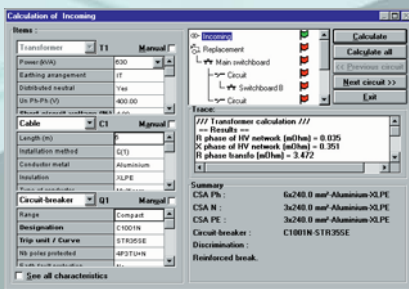 Calculation of Incoming
Items :
Transformer T1 Manual
Power (kVA) 630
Earthing arrangement IT
Distributed neutral Yes
Un Ph-Ph (V) 400.00
Cable C1 Manual
Length (m) 5
Installation method G(1)
Conductor metal Aluminium
Insulation XLPE
Circuit-breaker Q1 Manual
Range Compact
Designation C1001N
Trip unit / Curve STR35SE
Nb poles protected 4P3TU+N
See all characteristics
Incoming
Replacement
Main switchboard
Circuit
Switchboard B
Circuit
Calculate
Calculate all
<< Previous circuit
Next circuit >>
Exit
Trace:
/// Transformer calculation ///
-- Results --
R phase of HV network [mOhm] = 0.035
X phase of HV network [mOhm] = 0.351
R phase transfo [mOhm] = 3.472
Summary
CSA Ph : 6x240.0 mm²-Aluminium-XLPE
CSA N : 3x240.0 mm²-Aluminium-XLPE
CSA PE : 3x240.0 mm²-Aluminium-XLPE
Circuit-breaker : C1001N-STR35SE
Discrimination :
Reinforced break.